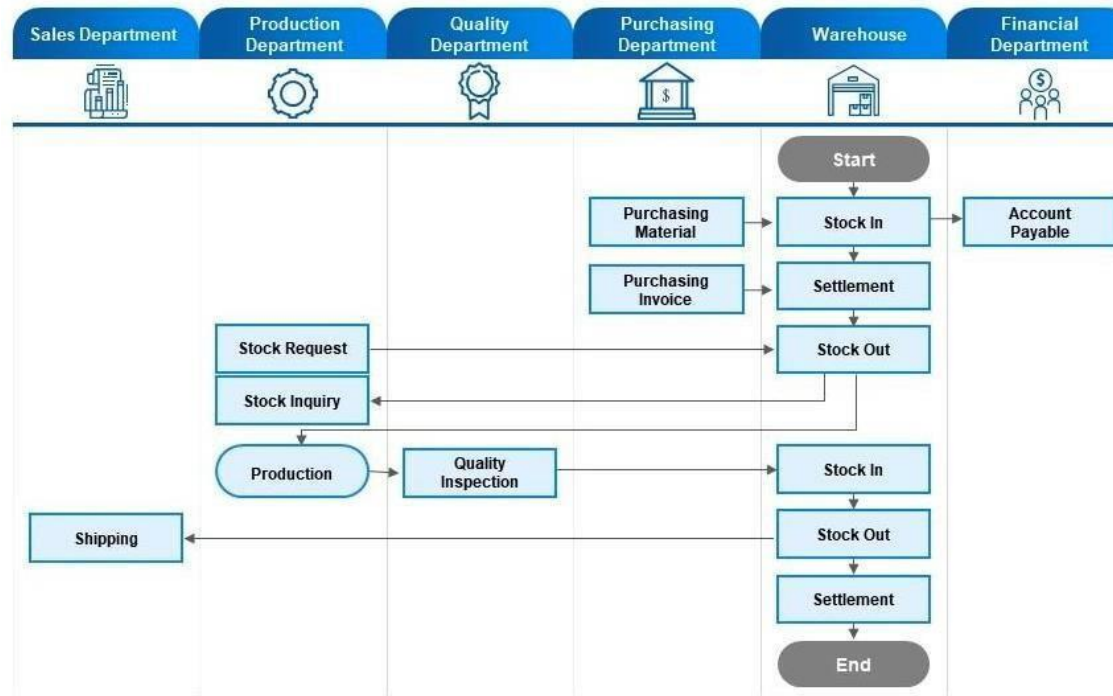 Sales Department
Production
Department
Quality
Department
Purchasing
Department
Warehouse
Financial
Department
$
$
Start
Purchasing
Material
Stock In
Account
Payable
Purchasing
Invoice
Settlement
Stock Request
Stock Out
Stock Inquiry
Production
Quality
Inspection
Stock In
Shipping
Stock Out
Settlement
End